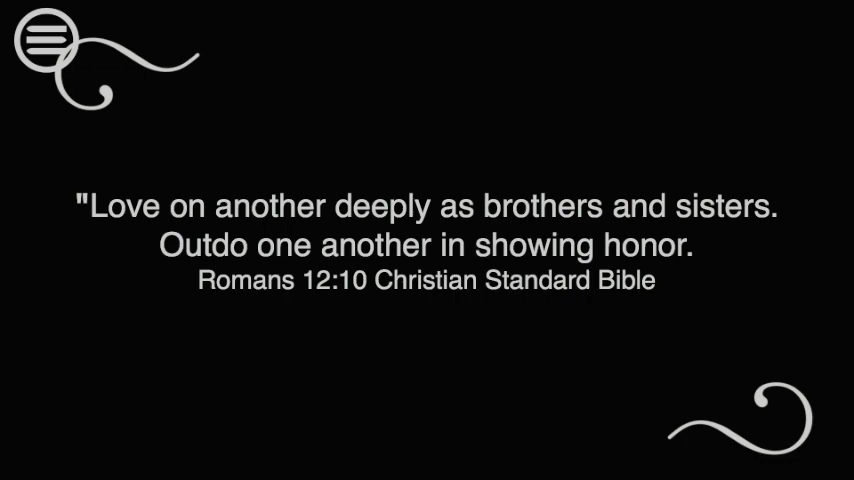 "Love on another deeply as brothers and sisters.
Outdo one another in showing honor.
Romans 12:10 Christian Standard Bible